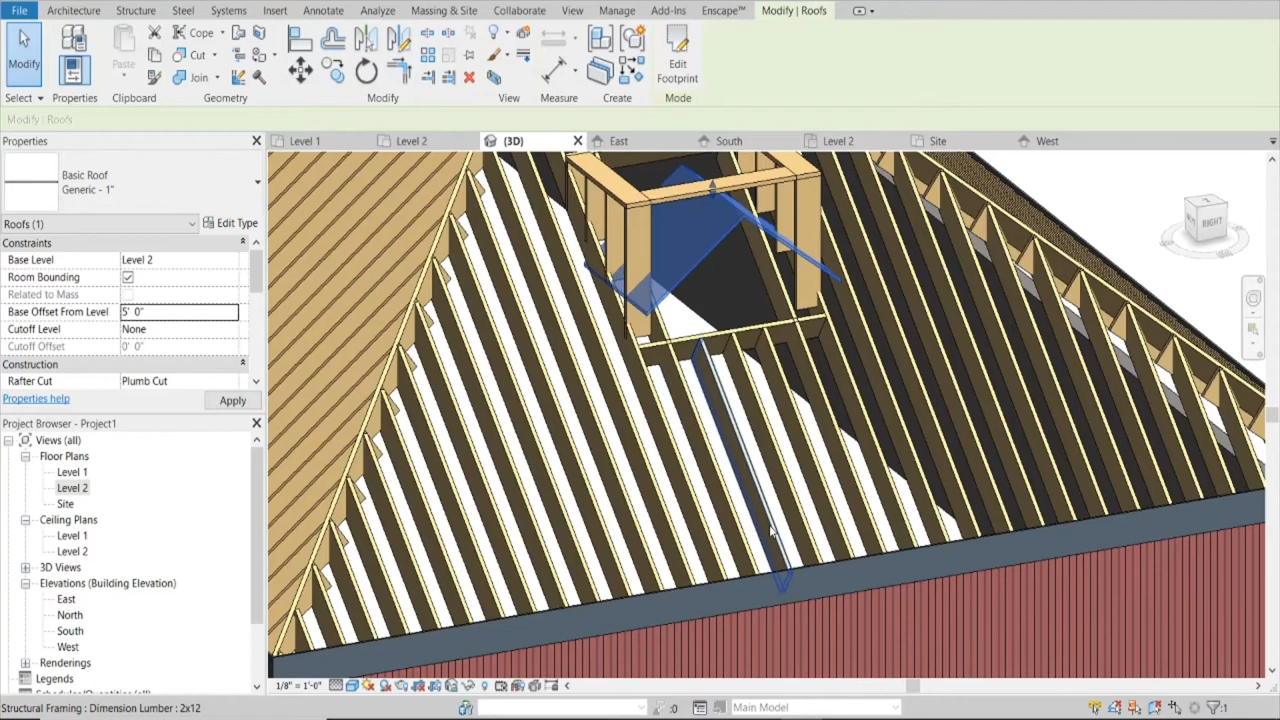 File Architecture Structure Steel Systems Insert Annotate Analyze Massing & Site Collaborate View Manage Add-Ins Enscape™ Modify | Roofs
Cope
Cut
Join
Modify
Paste
Edit
Footprint
Select Properties Clipboard Geometry Modify View Measure Create Mode
Modify | Roofs
Properties
Level 1 Level 2 (3D) East South Level 2 Site West
Basic Roof
Generic - 1"
Roofs (1) Edit Type
Constraints
Base Level Level 2
Room Bounding
Related to Mass
Base Offset From Level 5' 0"
Cutoff Level None
Cutoff Offset 0' 0"
Construction
Rafter Cut Plumb Cut
Properties help Apply
RIGHT
Project Browser - Project1
Views (all)
Floor Plans
Level 1
Level 2
Site
Ceiling Plans
Level 1
Level 2
3D Views
Elevations (Building Elevation)
East
North
South
West
Renderings
Legends
Schedules/Quantities (all)
1/8" = 1'-0"
Structural Framing : Dimension Lumber : 2x12 :0 Main Model :1